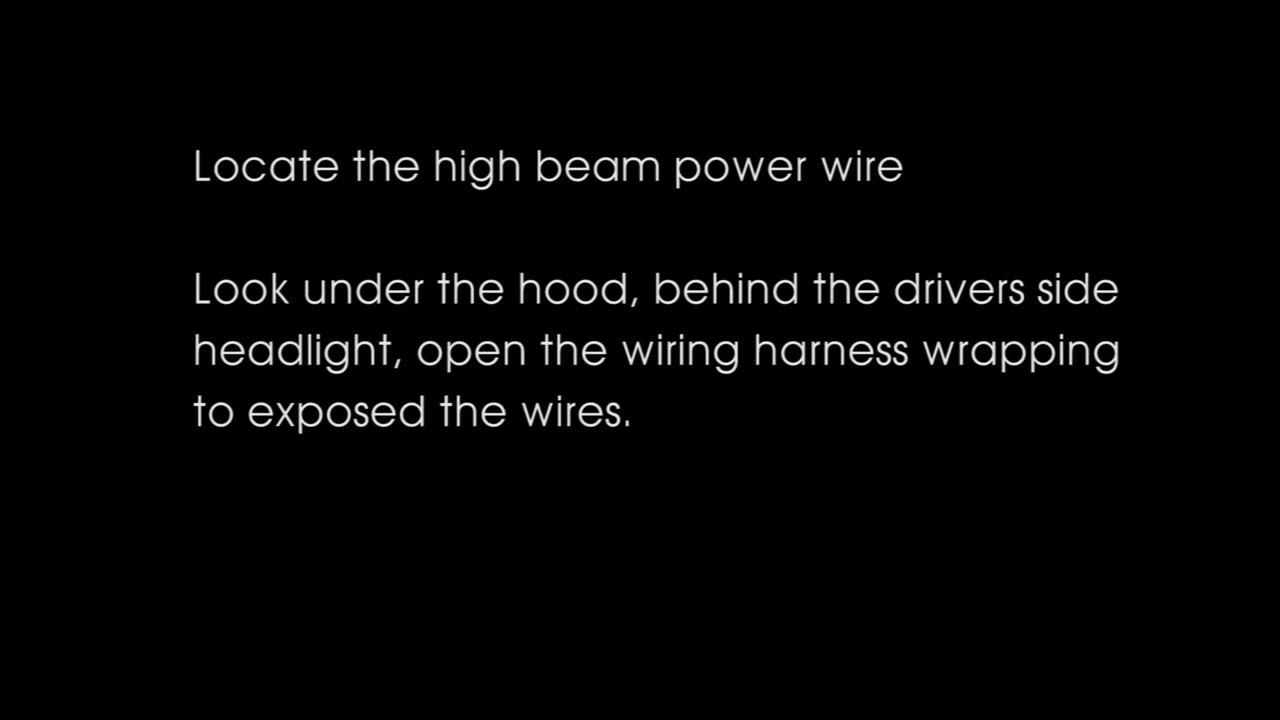 Locate the high beam power wire
Look under the hood, behind the drivers side
headlight, open the wiring harness wrapping
to exposed the wires.